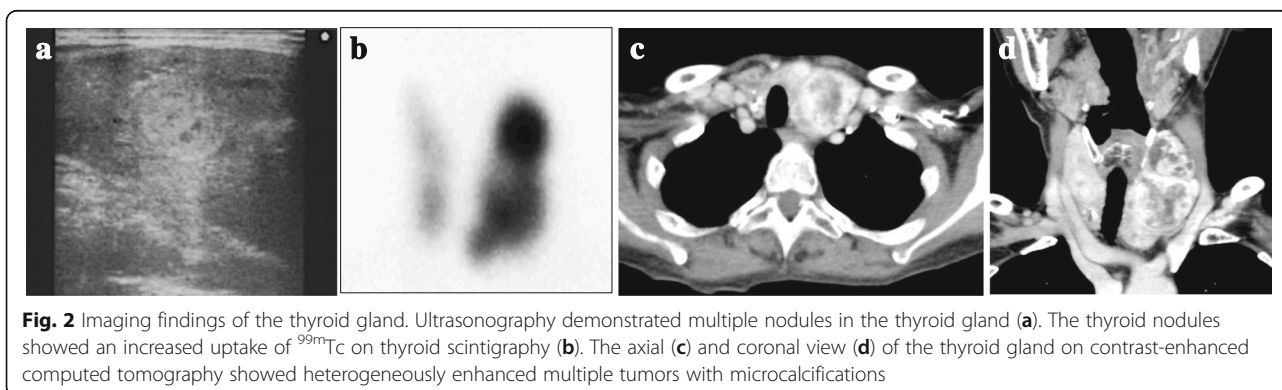 a b c d
Fig. 2 Imaging findings of the thyroid gland. Ultrasonography demonstrated multiple nodules in the thyroid gland (a). The thyroid nodules
showed an increased uptake of ⁹⁹ᵐTc on thyroid scintigraphy (b). The axial (c) and coronal view (d) of the thyroid gland on contrast-enhanced
computed tomography showed heterogeneously enhanced multiple tumors with microcalcifications